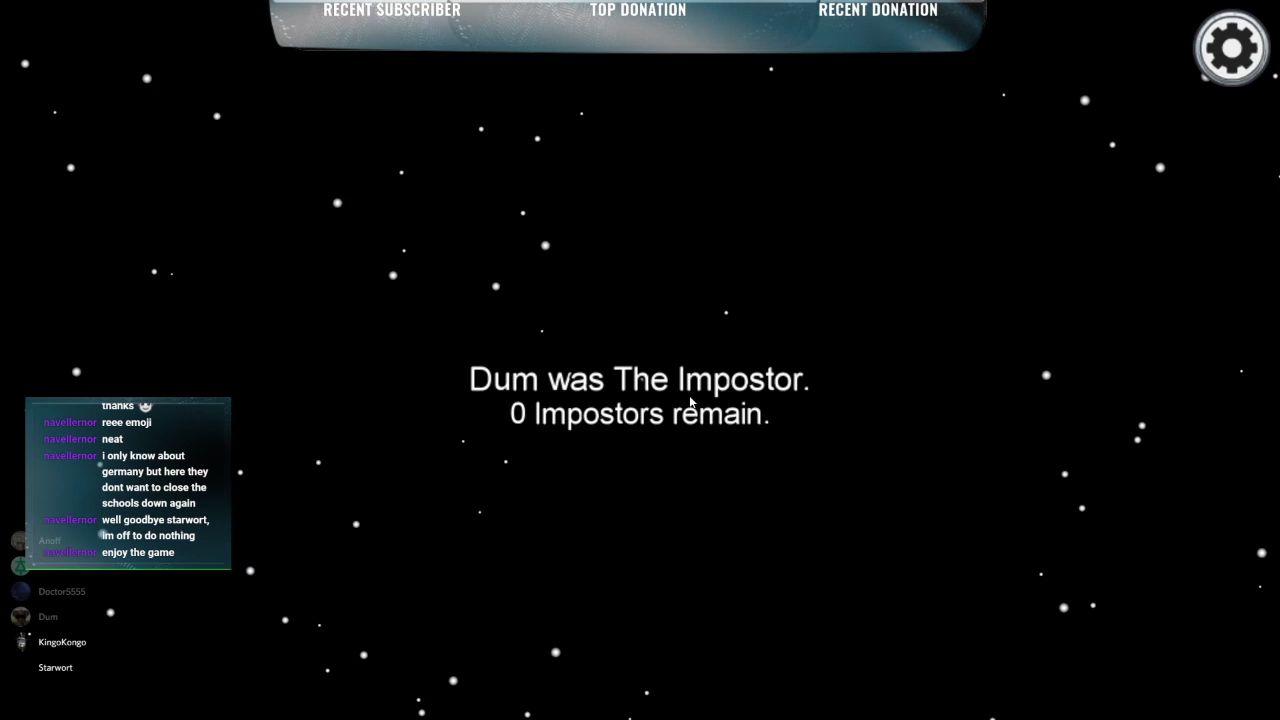 RECENT SUBSCRIBER TOP DONATION RECENT DONATION
Dum was The Impostor.
0 Impostors remain.
thanks
navellernor reee emoji
navellernor neat
navellernor i only know about
germany but here they
dont want to close the
schools down again
navellernor well goodbye starwort,
im off to do nothing
navellernor enjoy the game
Anoff
Doctor5555
Dum
KingoKongo
Starwort